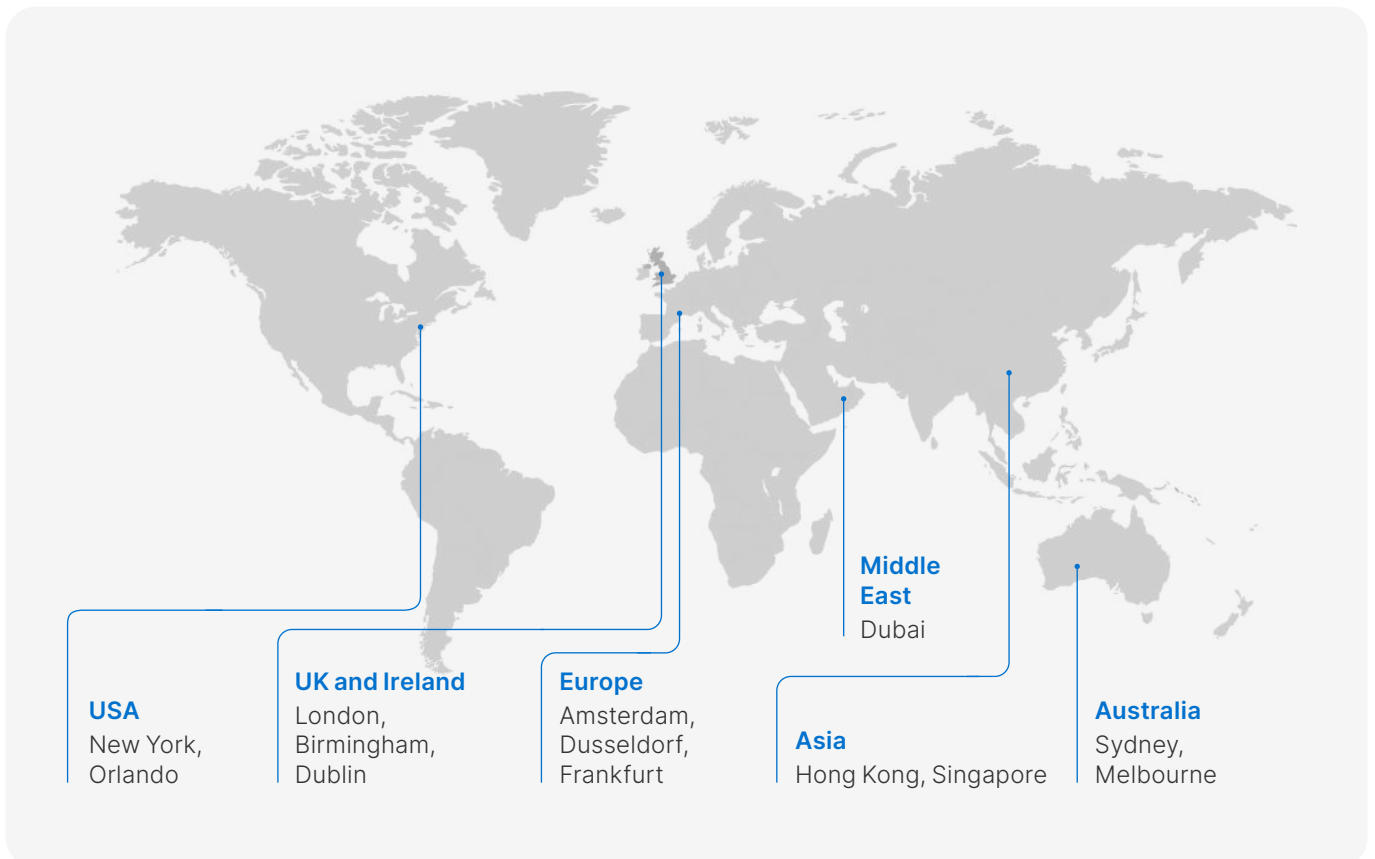 USA
New York,
Orlando
UK and Ireland
London,
Birmingham,
Dublin
Europe
Amsterdam,
Dusseldorf,
Frankfurt
Middle
East
Dubai
Asia
Hong Kong, Singapore
Australia
Sydney,
Melbourne